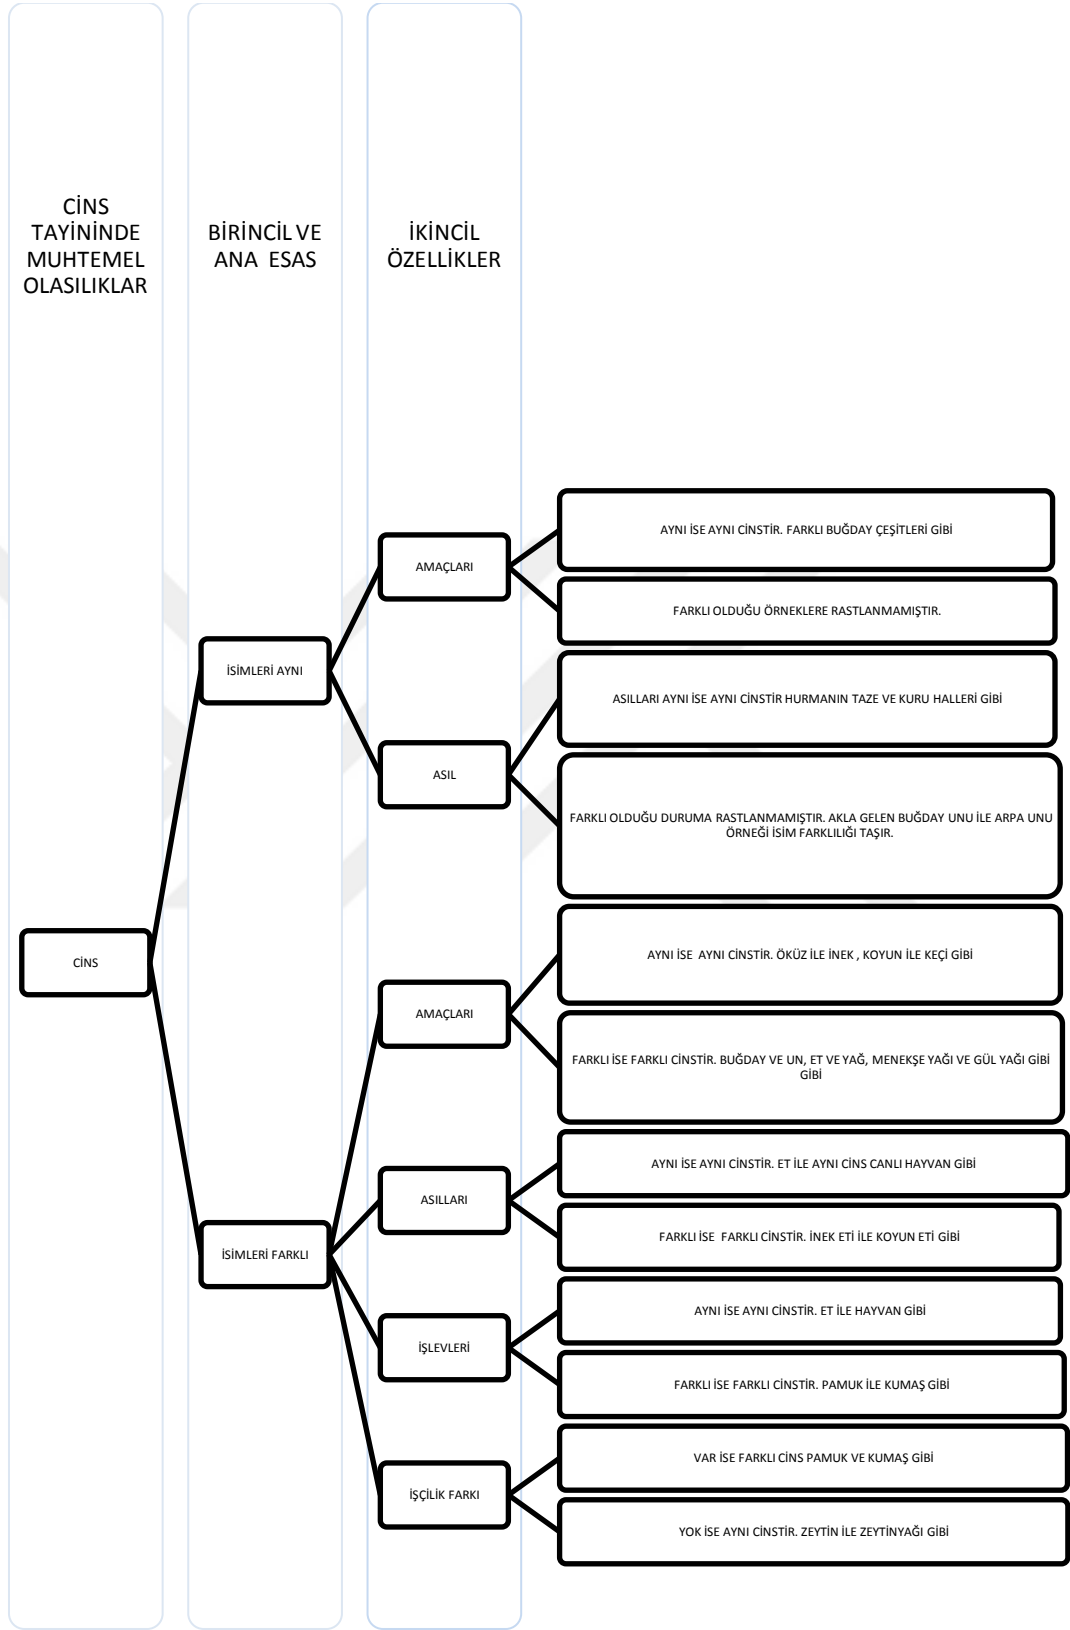 CİNS
TAYİNİNDE
MUHTEMEL
OLASILIKLAR
BİRİNCİL VE
ANA ESAS
İKİNCİL
ÖZELLİKLER
CİNS
İSİMLERİ AYNI
AMAÇLARI
AYNI İSE AYNI CİNSTİR. FARKLI BUĞDAY ÇEŞİTLERİ GİBİ
FARKLI OLDUĞU ÖRNEKLERE RASTLANMAMIŞTIR.
ASIL
ASILLARI AYNI İSE AYNI CİNSTİR HURMANIN TAZE VE KURU HALLERİ GİBİ
FARKLI OLDUĞU DURUMA RASTLANMAMIŞTIR. AKLA GELEN BUĞDAY UNU İLE ARPA UNU
ÖRNEĞİ İSİM FARKLILIĞI TAŞIR.
İSİMLERİ FARKLI
AMAÇLARI
AYNI İSE AYNI CİNSTİR. ÖKÜZ İLE İNEK , KOYUN İLE KEÇİ GİBİ
FARKLI İSE FARKLI CİNSTİR. BUĞDAY VE UN, ET VE YAĞ, MENEKŞE YAĞI VE GÜL YAĞI GİBİ
GİBİ
ASILLARI
AYNI İSE AYNI CİNSTİR. ET İLE AYNI CİNS CANLI HAYVAN GİBİ
FARKLI İSE FARKLI CİNSTİR. İNEK ETİ İLE KOYUN ETİ GİBİ
İŞLEVLERİ
AYNI İSE AYNI CİNSTİR. ET İLE HAYVAN GİBİ
FARKLI İSE FARKLI CİNSTİR. PAMUK İLE KUMAŞ GİBİ
İŞÇİLİK FARKI
VAR İSE FARKLI CİNS PAMUK VE KUMAŞ GİBİ
YOK İSE AYNI CİNSTİR. ZEYTİN İLE ZEYTİNYAĞI GİBİ